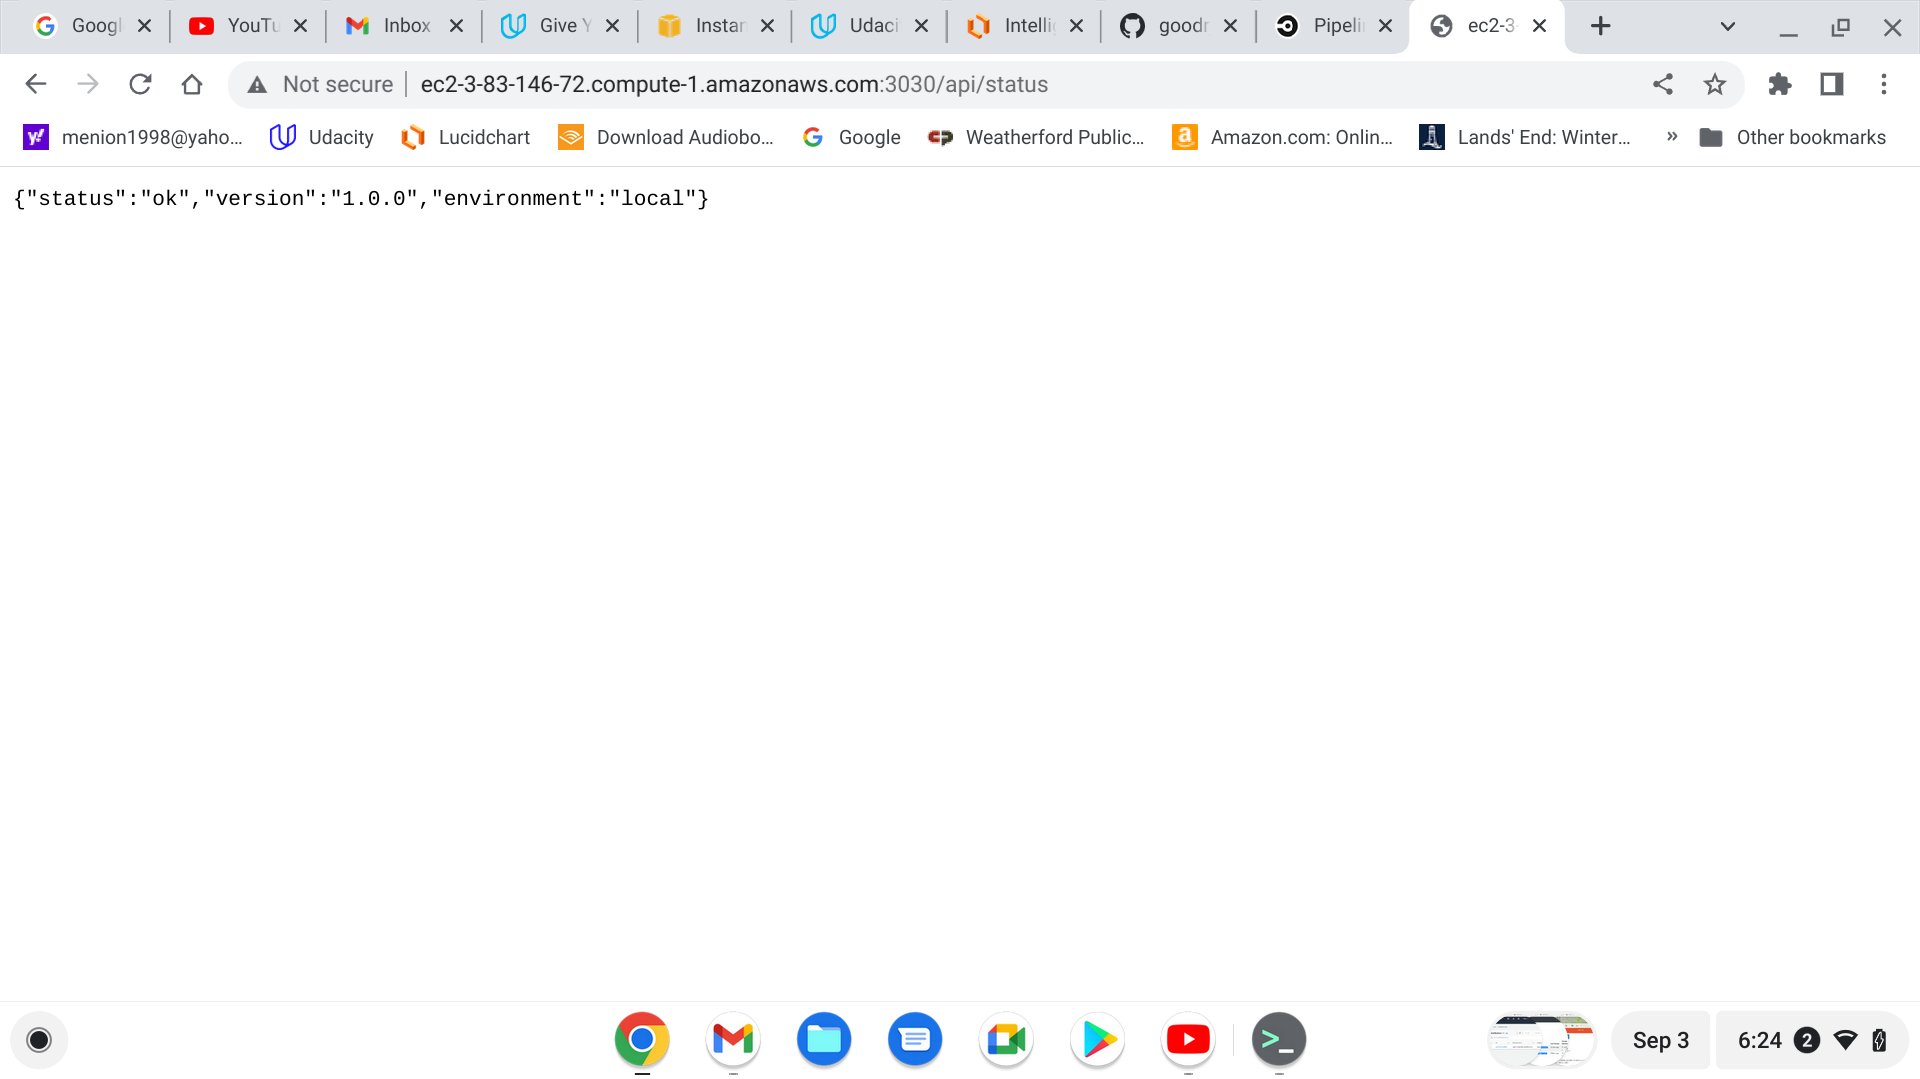 Googl
YouTu
Inbox
Give Y
Instan
Udaci
Intelli
goodr
Pipelin
ec2-3-
Not secure
ec2-3-83-146-72.compute-1.amazonaws.com:3030/api/status
menion1998@yaho...
Udacity
Lucidchart
Download Audiobo...
Google
Weatherford Public...
Amazon.com: Onlin...
Lands' End: Winter...
»
Other bookmarks
{"status":"ok","version":"1.0.0","environment":"local"}
Sep 3
6:24
2